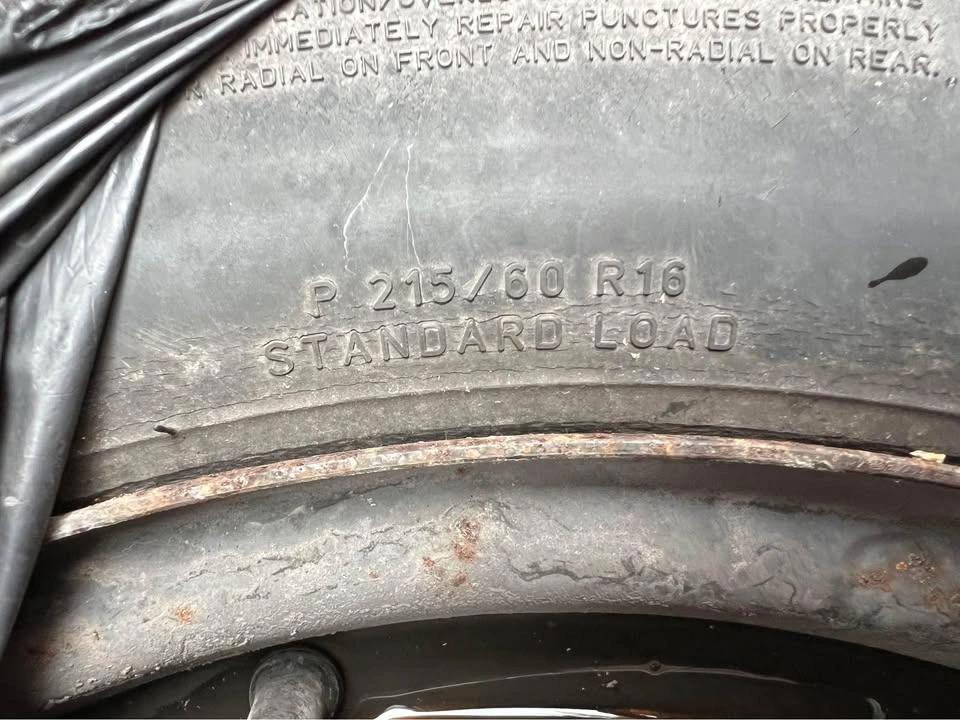 IMMEDIATELY REPAIR PUNCTURES PROPERLY
RADIAL ON FRONT AND NON-RADIAL ON REAR.
P 215/60 R16
STANDARD LOAD